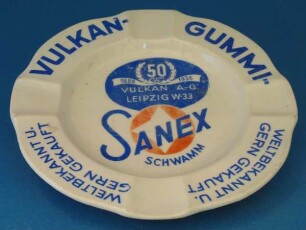 VULKAN-
GUMMI-
50
1886 1936
VULKAN A.-G.
LEIPZIG W-33
SANEX
SCHWAMM
WELTBEKANNT U.
GERN GEKAUFT
WELTBEKANNT U.
GERN GEKAUFT